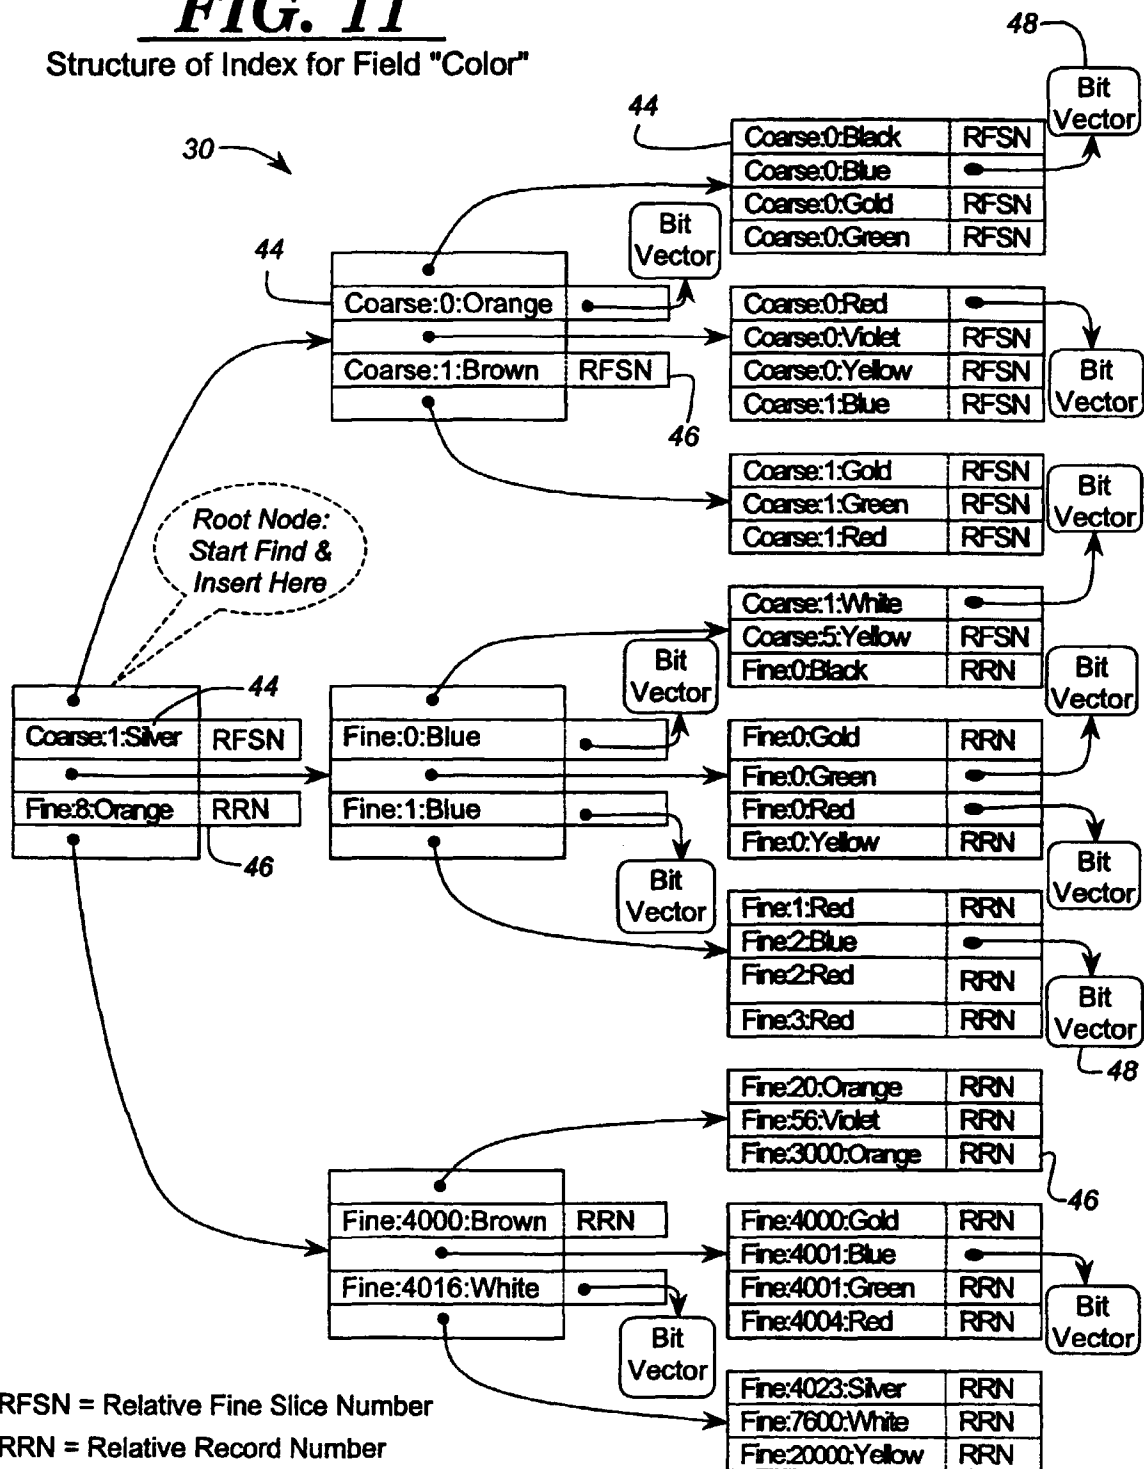 FIG. 11
Structure of Index for Field "Color"
30
44
48
Bit
Vector
Coarse:0:Black RFSN
Coarse:0:Blue
Coarse:0:Gold RFSN
Coarse:0:Green RFSN
Bit
Vector
44
Coarse:0:Orange
Coarse:1:Brown RFSN
46
Coarse:0:Red
Coarse:0:Violet RFSN
Coarse:0:Yellow RFSN
Coarse:1:Blue RFSN
Bit
Vector
Coarse:1:Gold RFSN
Coarse:1:Green RFSN
Coarse:1:Red RFSN
Bit
Vector
Root Node:
Start Find &
Insert Here
Coarse:1:White
Coarse:5:Yellow RFSN
Fine:0:Black RRN
Bit
Vector
Bit
Vector
44
Coarse:1:Silver RFSN
Fine:8:Orange RRN
46
Fine:0:Blue
Fine:1:Blue
Bit
Vector
Fine:0:Gold RRN
Fine:0:Green
Fine:0:Red
Fine:0:Yellow RRN
Bit
Vector
Fine:1:Red RRN
Fine:2:Blue
Fine:2:Red RRN
Fine:3:Red RRN
Bit
Vector
48
Fine:20:Orange RRN
Fine:56:Violet RRN
Fine:3000:Orange RRN
46
Fine:4000:Brown RRN
Fine:4016:White
Bit
Vector
Fine:4000:Gold RRN
Fine:4001:Blue
Fine:4001:Green RRN
Fine:4004:Red RRN
Bit
Vector
Fine:4023:Silver RRN
Fine:7600:White RRN
Fine:20000:Yellow RRN
RFSN = Relative Fine Slice Number
RRN = Relative Record Number